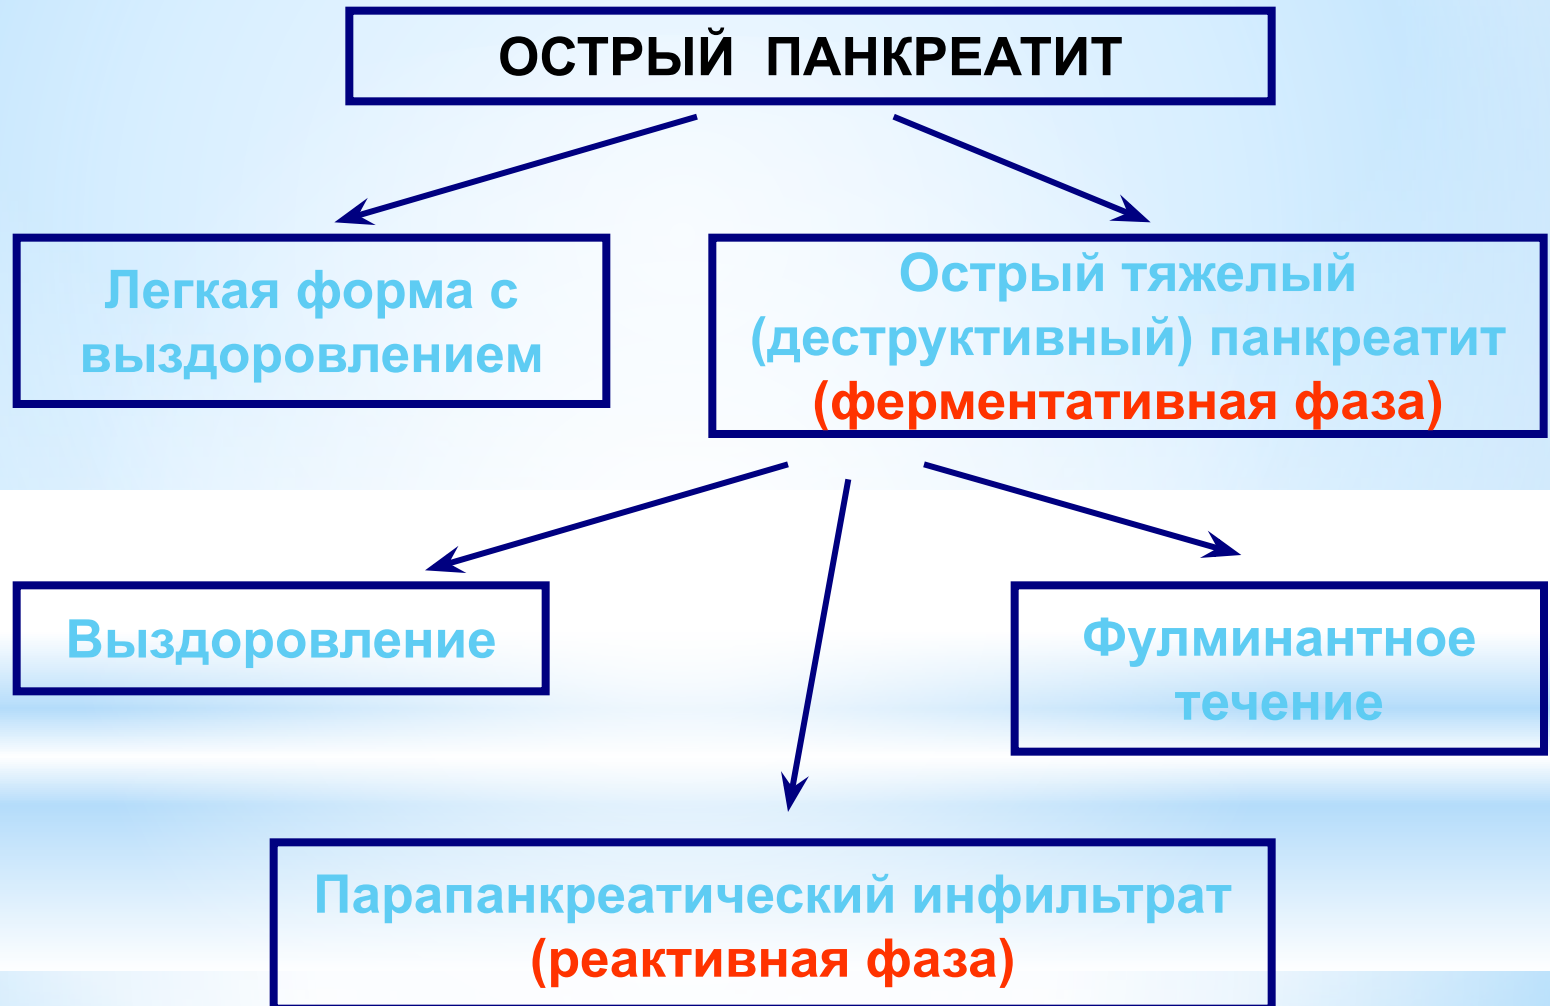 ОСТРЫЙ ПАНКРЕАТИТ
Легкая форма с
выздоровлением
Острый тяжелый
(деструктивный) панкреатит
(ферментативная фаза)
Выздоровление
Фулминантное
течение
Парапанкреатический инфильтрат
(реактивная фаза)